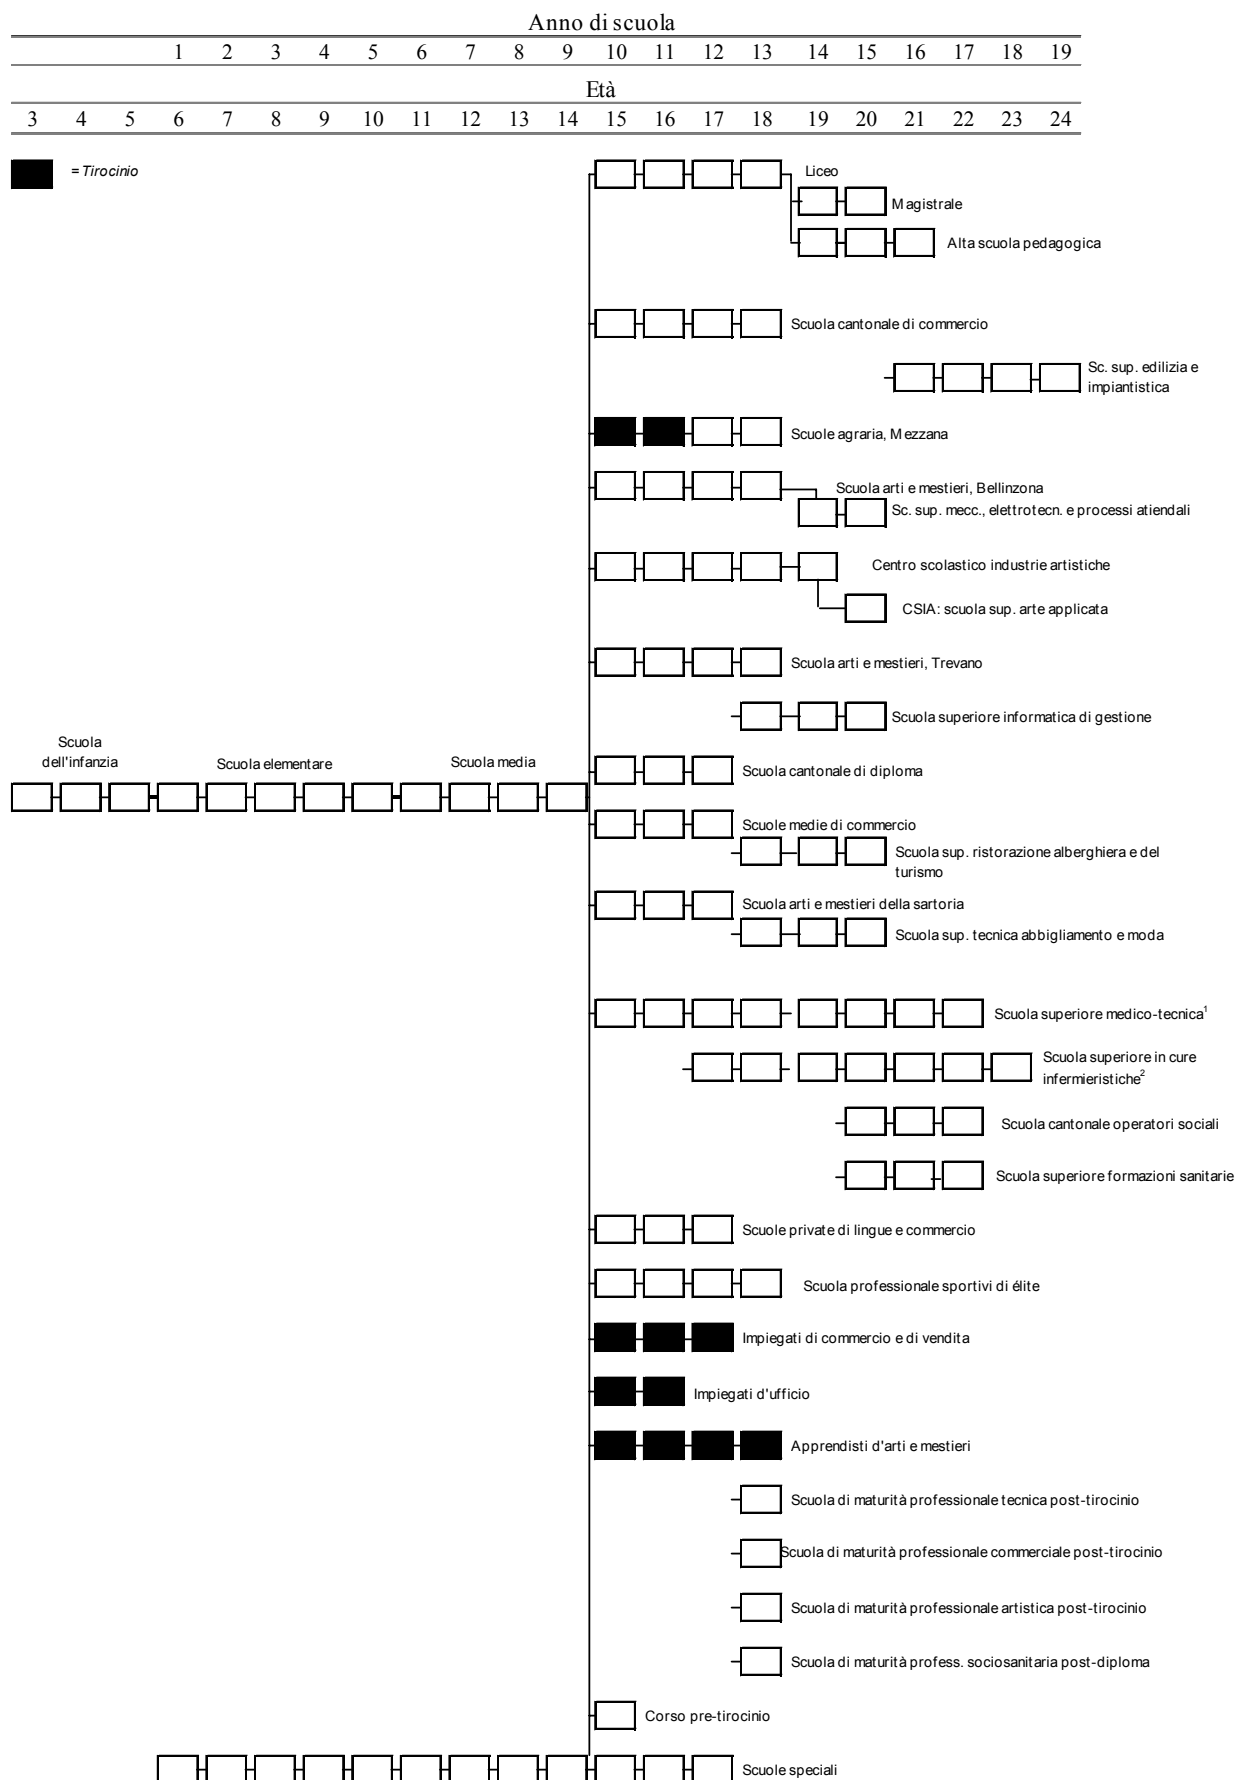 Anno di scuola
1 2 3 4 5 6 7 8 9 10 11 12 13 14 15 16 17 18 19
Età
3 4 5 6 7 8 9 10 11 12 13 14 15 16 17 18 19 20 21 22 23 24
= Tirocinio
Liceo
Magistrale
Alta scuola pedagogica
Scuola cantonale di commercio
Sc. sup. edilizia e
impiantistica
Scuole agraria, Mezzana
Scuola arti e mestieri, Bellinzona
Sc. sup. mecc., elettrotecn. e processi atiendali
Centro scolastico industrie artistiche
CSIA: scuola sup. arte applicata
Scuola arti e mestieri, Trevano
Scuola superiore informatica di gestione
Scuola
dell'infanzia
Scuola elementare
Scuola media
Scuola cantonale di diploma
Scuole medie di commercio
Scuola sup. ristorazione alberghiera e del
turismo
Scuola arti e mestieri della sartoria
Scuola sup. tecnica abbigliamento e moda
Scuola superiore medico-tecnica¹
Scuola superiore in cure
infermieristiche²
Scuola cantonale operatori sociali
Scuola superiore formazioni sanitarie
Scuole private di lingue e commercio
Scuola professionale sportivi di élite
Impiegati di commercio e di vendita
Impiegati d'ufficio
Apprendisti d'arti e mestieri
Scuola di maturità professionale tecnica post-tirocinio
Scuola di maturità professionale commerciale post-tirocinio
Scuola di maturità professionale artistica post-tirocinio
Scuola di maturità profess. sociosanitaria post-diploma
Corso pre-tirocinio
Scuole speciali